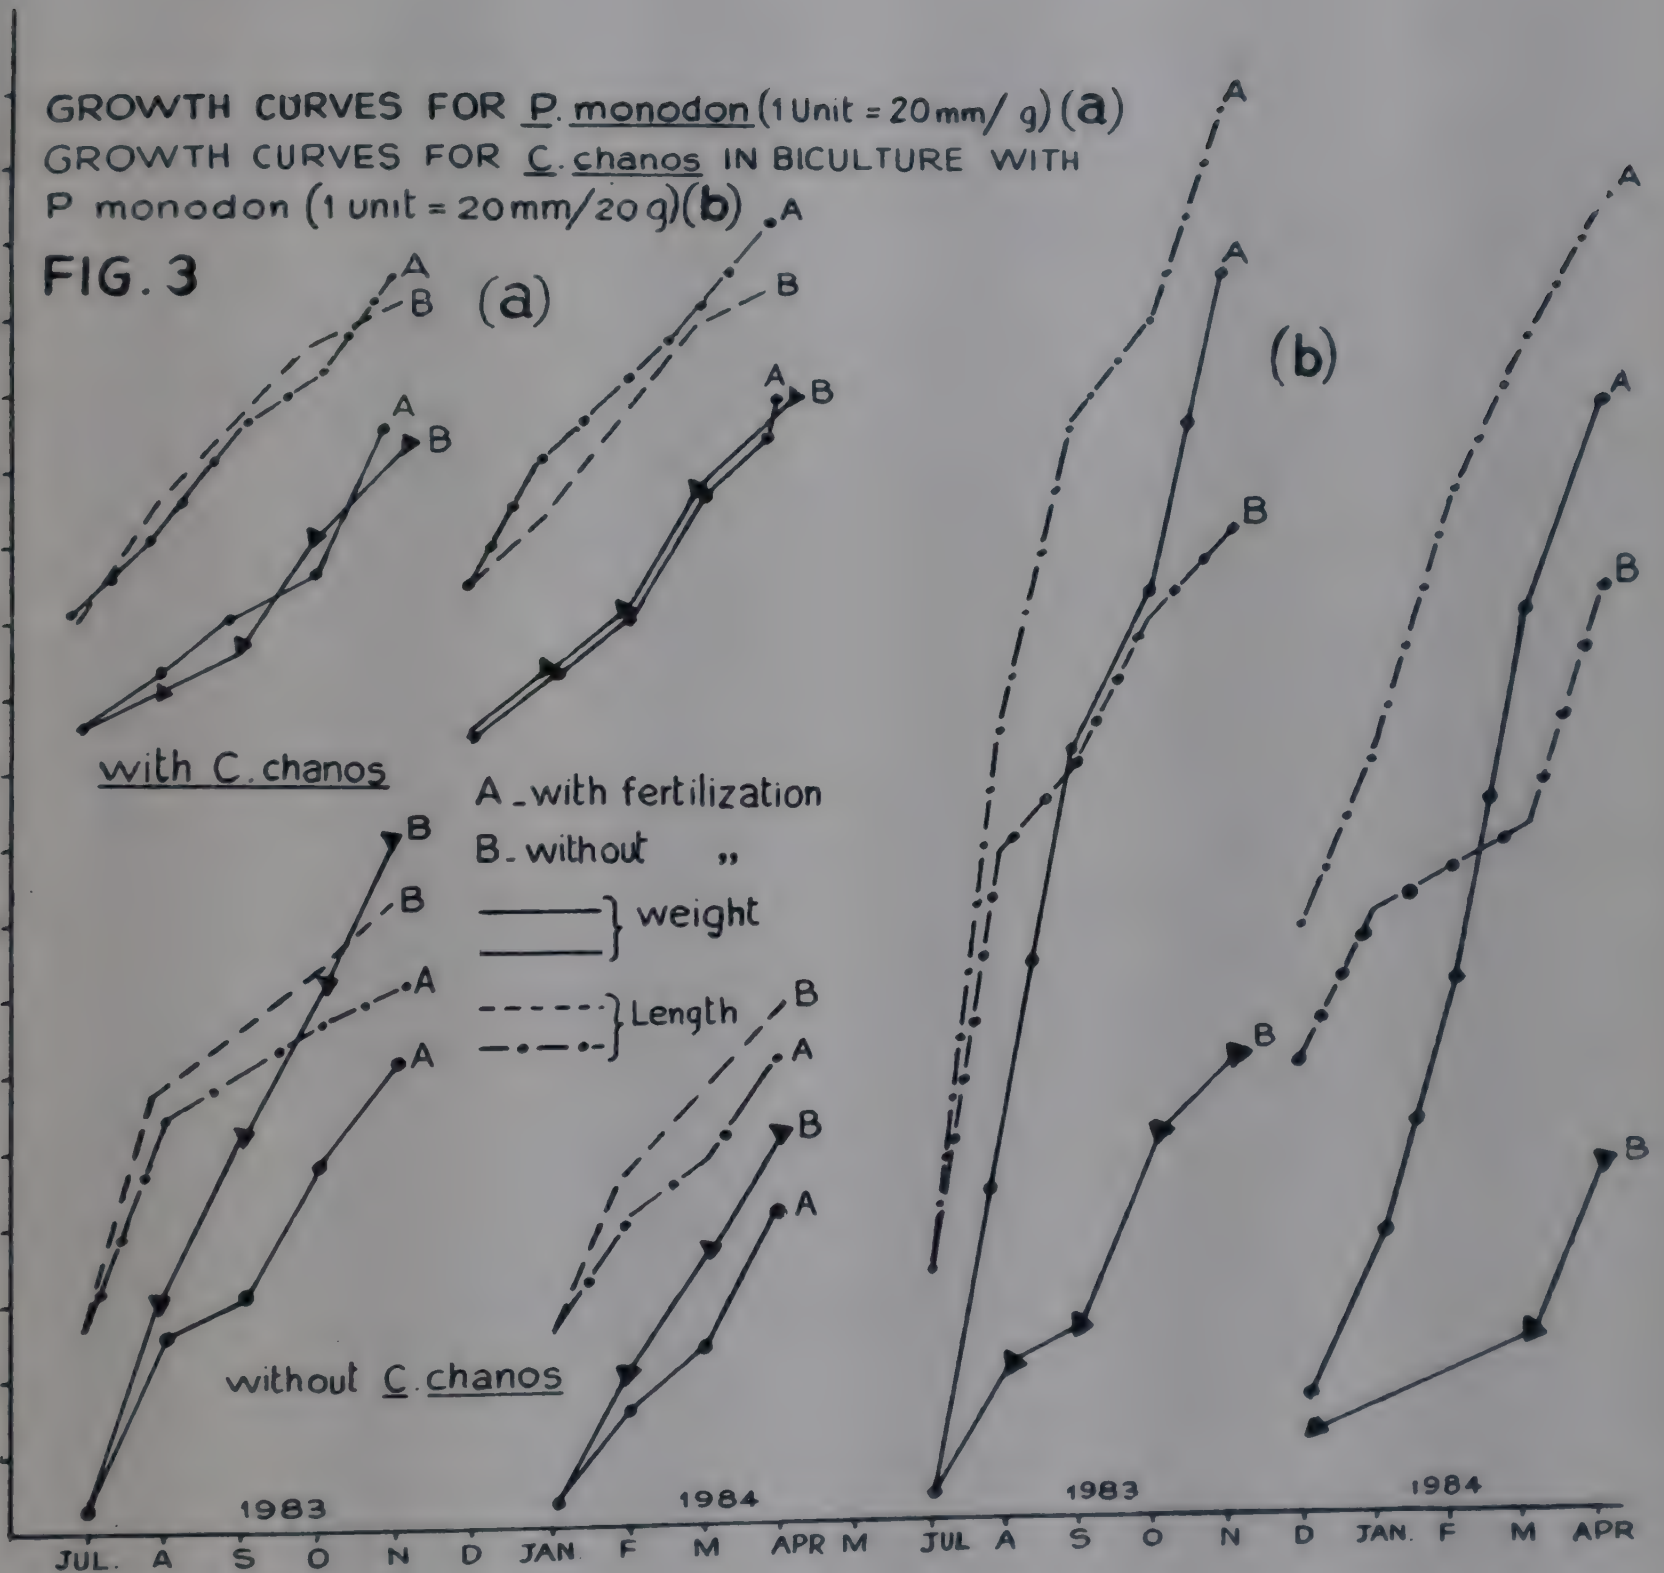 GROWTH CURVES FOR P. monodon (1 Unit = 20 mm/ g) (a)
GROWTH CURVES FOR C. chanos IN BICULTURE WITH
P monodon (1 unit = 20 mm/20 g)(b)
FIG. 3
(a)
(b)
A
B
A
B
A
B
A
B
with C. chanos
A - with fertilization
B - without „
weight
Length
B
B
A
A
B
A
B
A
without C. chanos
A
A
B
B
A
A
B
B
1983
1984
1983
1984
JUL. A S O N D JAN. F M APR M JUL A S O N D JAN. F M APR